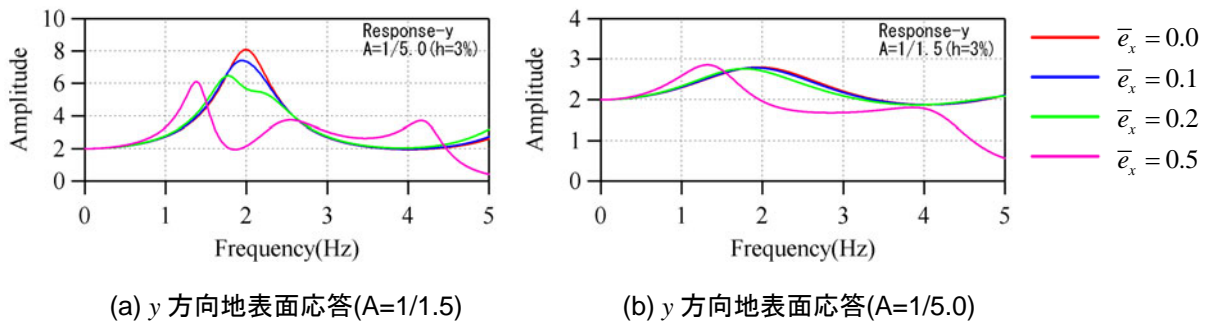 10
8
6
4
2
0
Amplitude
Response-y
A=1/5.0(h=3%)
0 1 2 3 4 5
Frequency(Hz)
(a) y 方向地表面応答(A=1/1.5)
4
3
2
1
0
Amplitude
Response-y
A=1/1.5(h=3%)
0 1 2 3 4 5
Frequency(Hz)
(b) y 方向地表面応答(A=1/5.0)
e̅ₓ = 0.0
e̅ₓ = 0.1
e̅ₓ = 0.2
e̅ₓ = 0.5